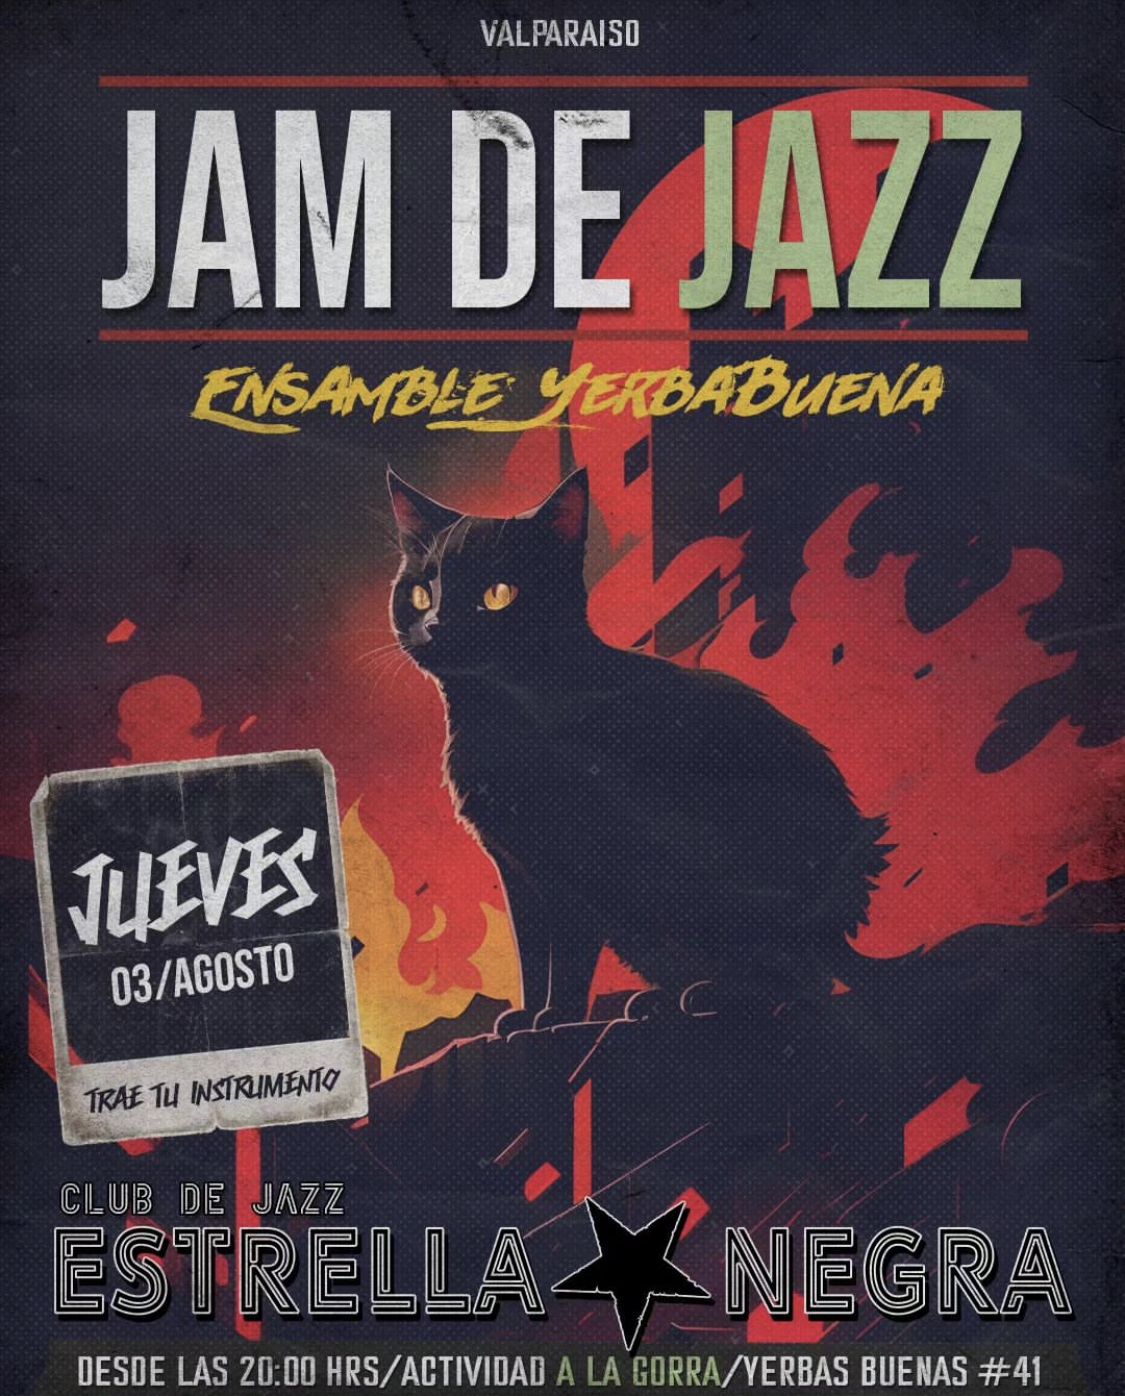 VALPARAISO
JAM DE JAZZ
ENSAMBLE YERBABUENA
JUEVES
03/AGOSTO
TRAE TU INSTRUMENTO
CLUB DE JAZZ
ESTRELLA NEGRA
DESDE LAS 20:00 HRS/ACTIVIDAD A LA GORRA/YERBAS BUENAS #41